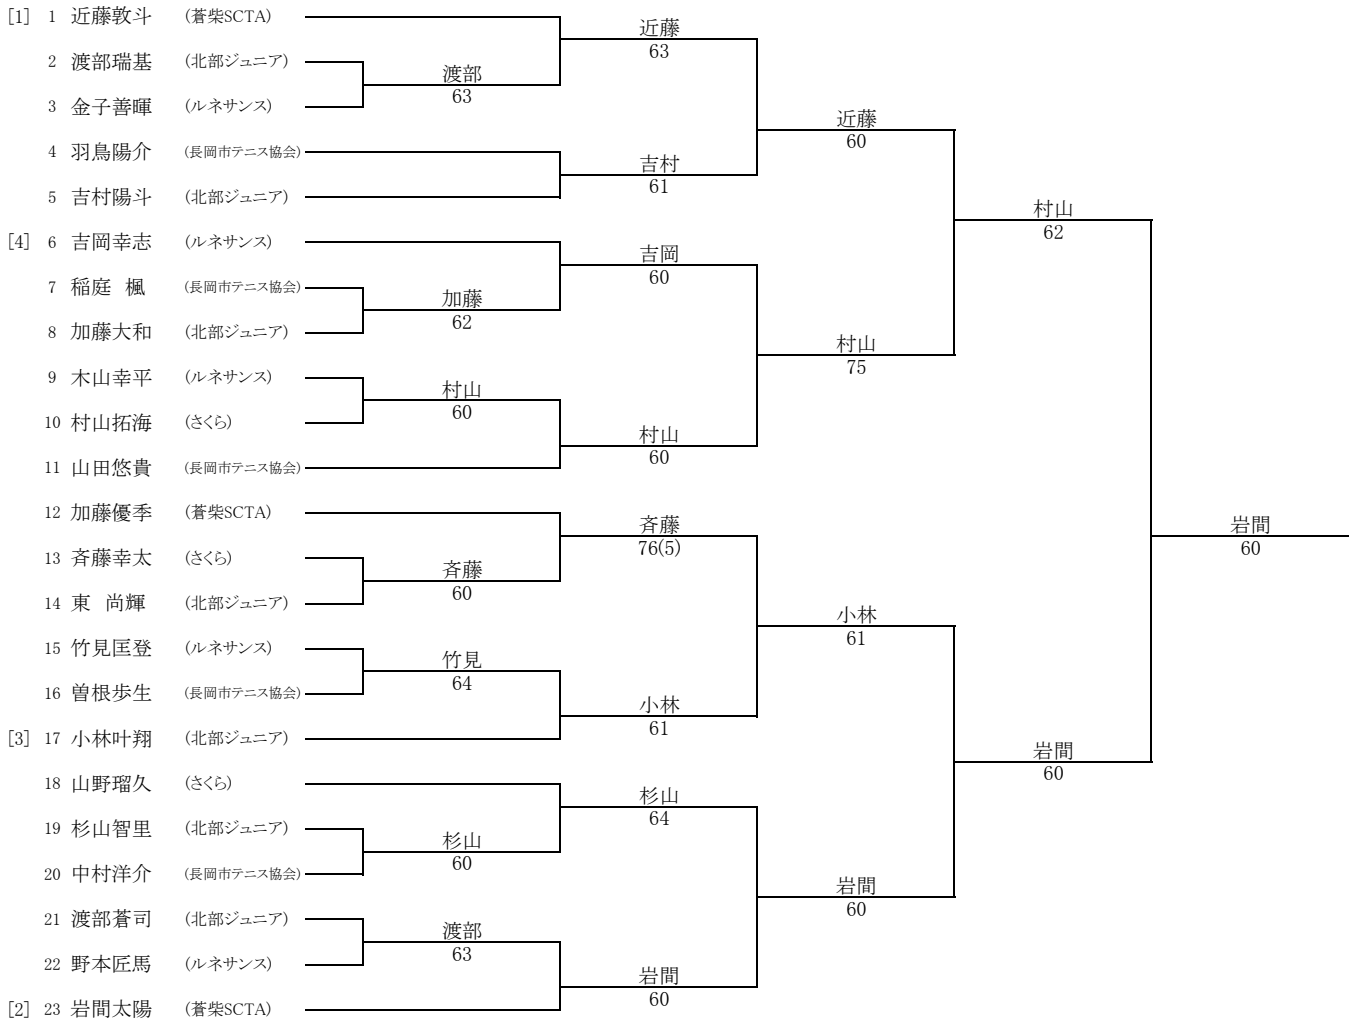 [1] 1 近藤敦斗 (蒼柴SCTA)
近藤
63
2 渡部瑞基 (北部ジュニア)
渡部
63
3 金子善暉 (ルネサンス)
近藤
60
4 羽鳥陽介 (長岡市テニス協会)
吉村
61
5 吉村陽斗 (北部ジュニア)
村山
62
[4] 6 吉岡幸志 (ルネサンス)
吉岡
60
7 稲庭 楓 (長岡市テニス協会)
加藤
62
8 加藤大和 (北部ジュニア)
村山
75
9 木山幸平 (ルネサンス)
村山
60
10 村山拓海 (さくら)
村山
60
11 山田悠貴 (長岡市テニス協会)
12 加藤優季 (蒼柴SCTA)
斉藤
76(5)
岩間
60
13 斉藤幸太 (さくら)
斉藤
60
14 東 尚輝 (北部ジュニア)
小林
61
15 竹見匡登 (ルネサンス)
竹見
64
16 曽根歩生 (長岡市テニス協会)
小林
61
[3] 17 小林叶翔 (北部ジュニア)
岩間
60
18 山野瑠久 (さくら)
杉山
64
19 杉山智里 (北部ジュニア)
杉山
60
20 中村洋介 (長岡市テニス協会)
岩間
60
21 渡部蒼司 (北部ジュニア)
渡部
63
22 野本匠馬 (ルネサンス)
岩間
60
[2] 23 岩間太陽 (蒼柴SCTA)